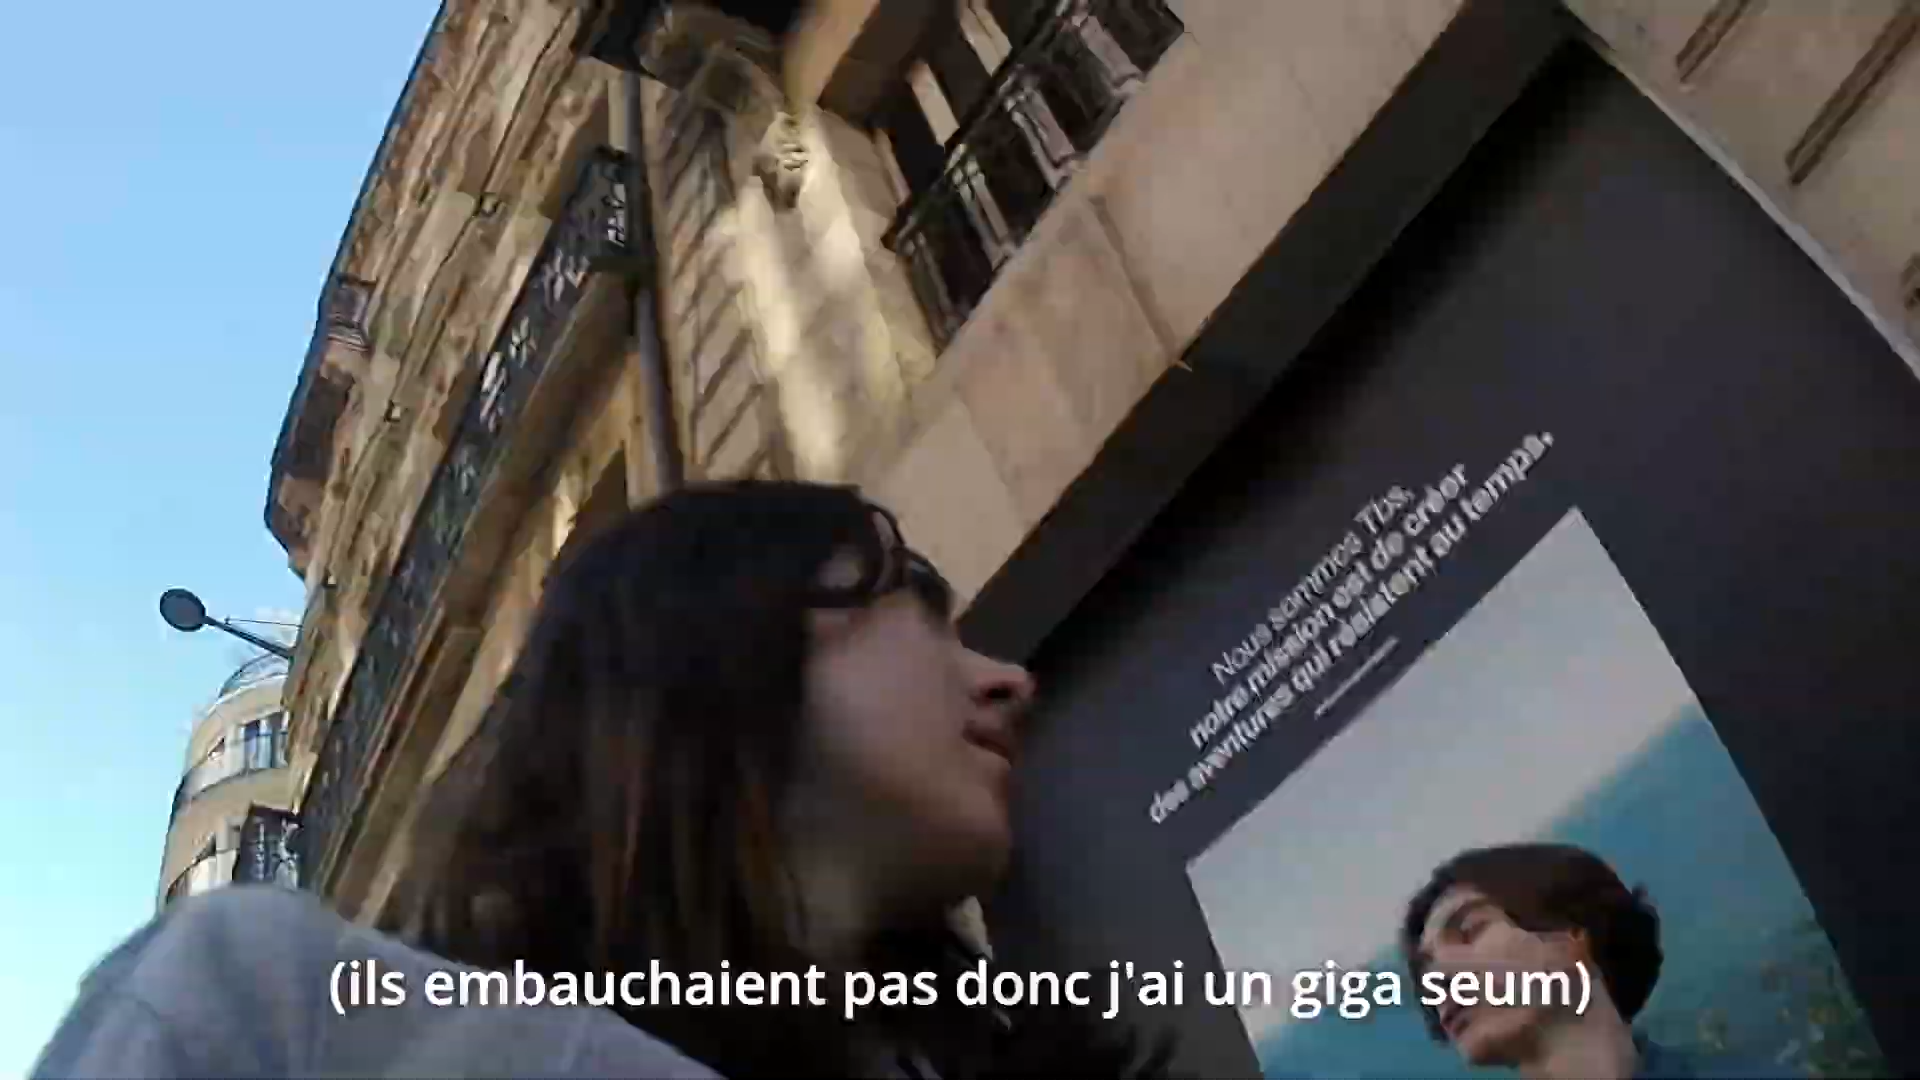 Nous sommes Tbs,
notre mission est de créer
des aventures qui résistent au temps.
(ils embauchaient pas donc j'ai un giga seum)